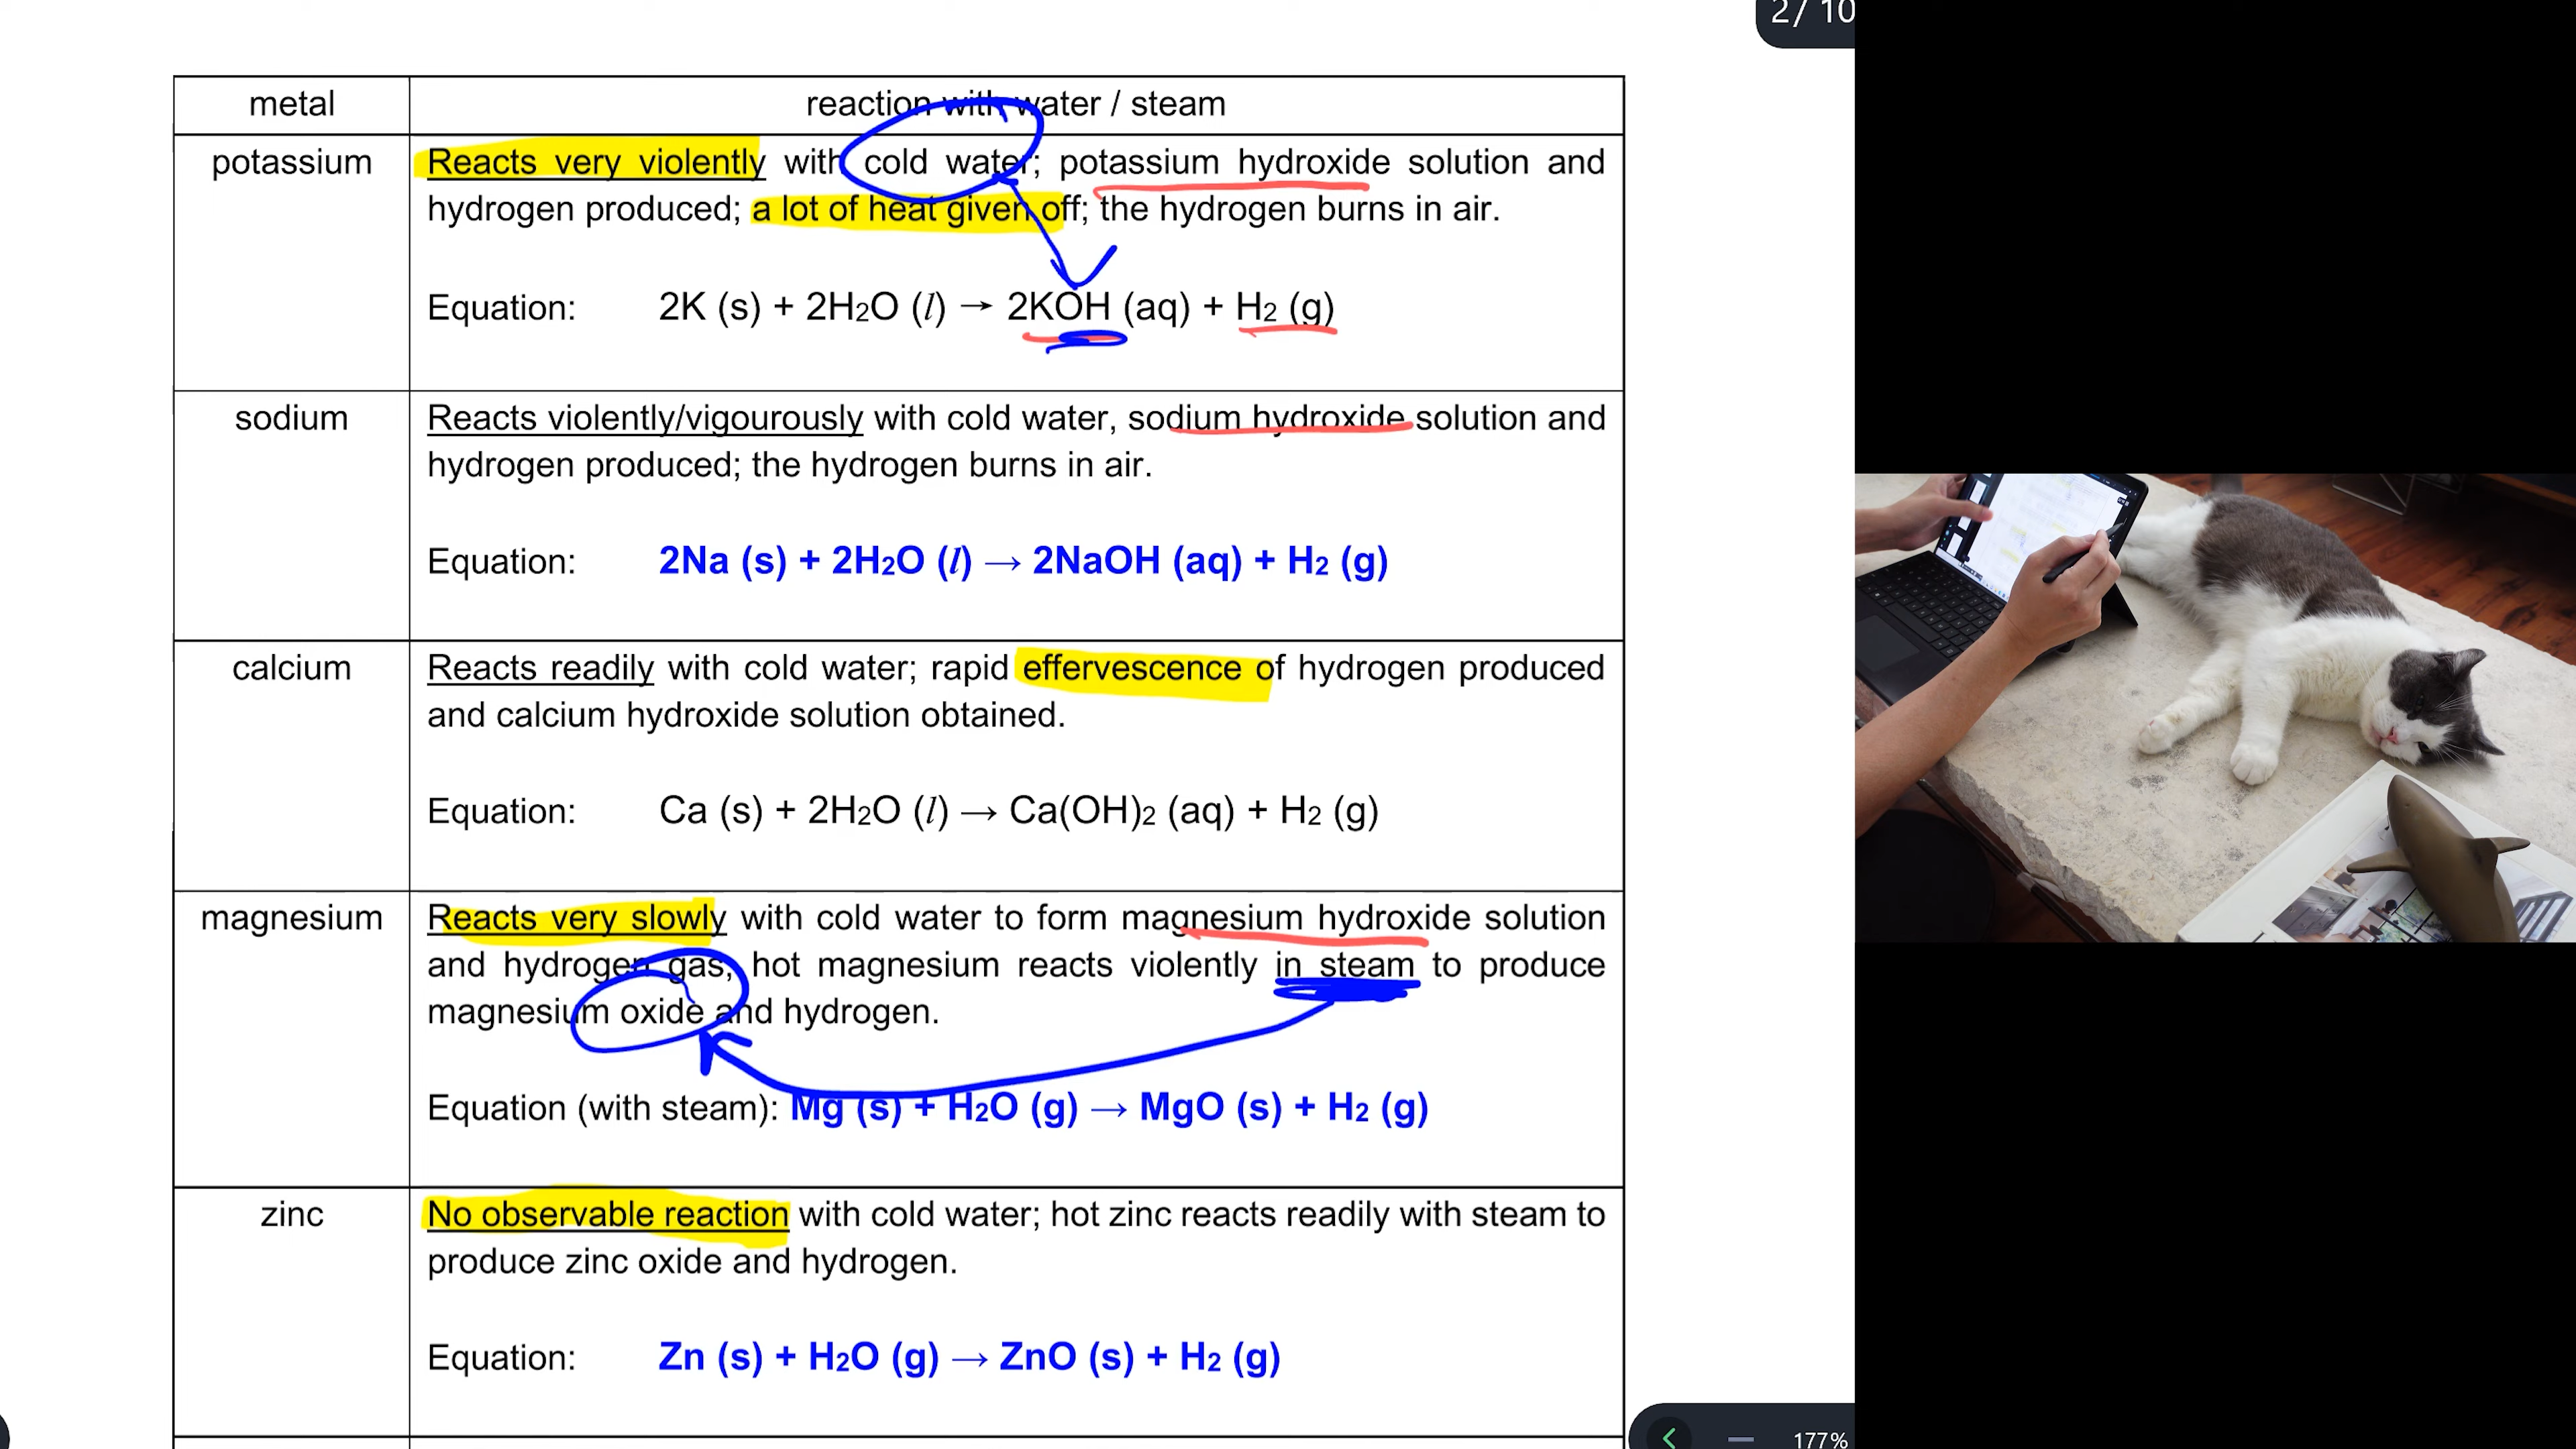 2/ 10
metal
reaction with water / steam
potassium
Reacts very violently with cold water; potassium hydroxide solution and
hydrogen produced; a lot of heat given off; the hydrogen burns in air.
Equation: 2K (s) + 2H2O (l) → 2KOH (aq) + H2 (g)
sodium
Reacts violently/vigourously with cold water, sodium hydroxide solution and
hydrogen produced; the hydrogen burns in air.
Equation: 2Na (s) + 2H2O (l) → 2NaOH (aq) + H2 (g)
calcium
Reacts readily with cold water; rapid effervescence of hydrogen produced
and calcium hydroxide solution obtained.
Equation: Ca (s) + 2H2O (l) → Ca(OH)2 (aq) + H2 (g)
magnesium
Reacts very slowly with cold water to form magnesium hydroxide solution
and hydrogen gas; hot magnesium reacts violently in steam to produce
magnesium oxide and hydrogen.
Equation (with steam): Mg (s) + H2O (g) → MgO (s) + H2 (g)
zinc
No observable reaction with cold water; hot zinc reacts readily with steam to
produce zinc oxide and hydrogen.
Equation: Zn (s) + H2O (g) → ZnO (s) + H2 (g)
177%